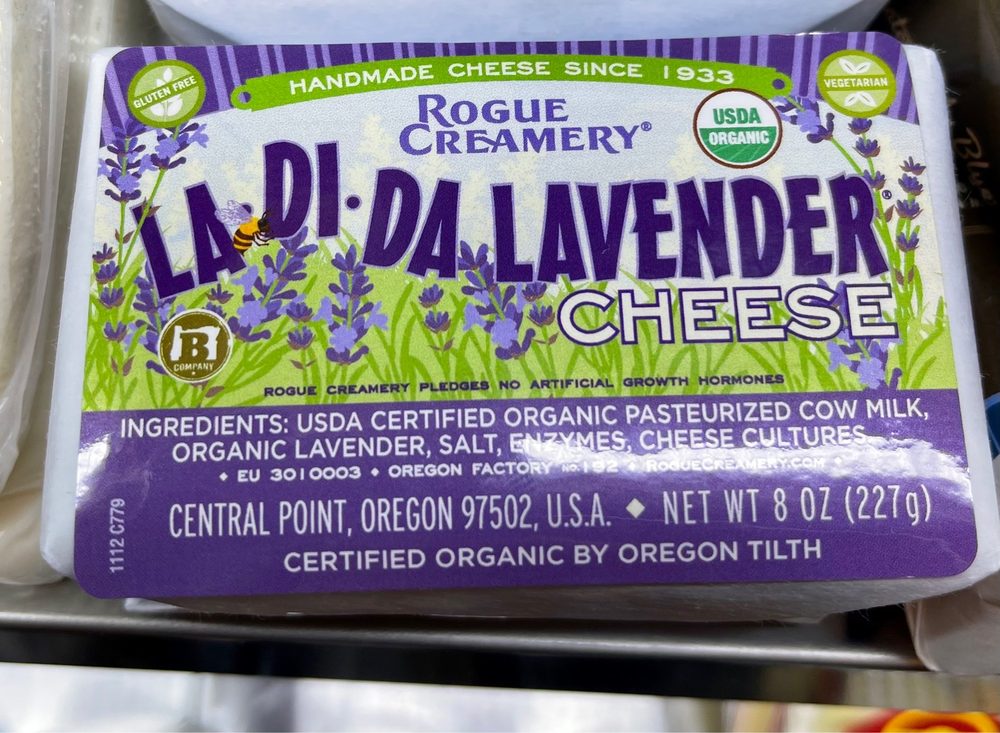 HANDMADE CHEESE SINCE 1933
GLUTEN FREE
VEGETARIAN
ROGUE
CREAMERY®
USDA
ORGANIC
LA·DI·DA LAVENDER®
CHEESE
B
COMPANY
ROGUE CREAMERY PLEDGES NO ARTIFICIAL GROWTH HORMONES
INGREDIENTS: USDA CERTIFIED ORGANIC PASTEURIZED COW MILK,
ORGANIC LAVENDER, SALT, ENZYMES, CHEESE CULTURES
◆ EU 3010003 ◆ OREGON FACTORY NO. 192 ◆ ROGUECREAMERY.COM ◆
CENTRAL POINT, OREGON 97502, U.S.A. ◆ NET WT 8 OZ (227g)
CERTIFIED ORGANIC BY OREGON TILTH
1112 C779
Blue